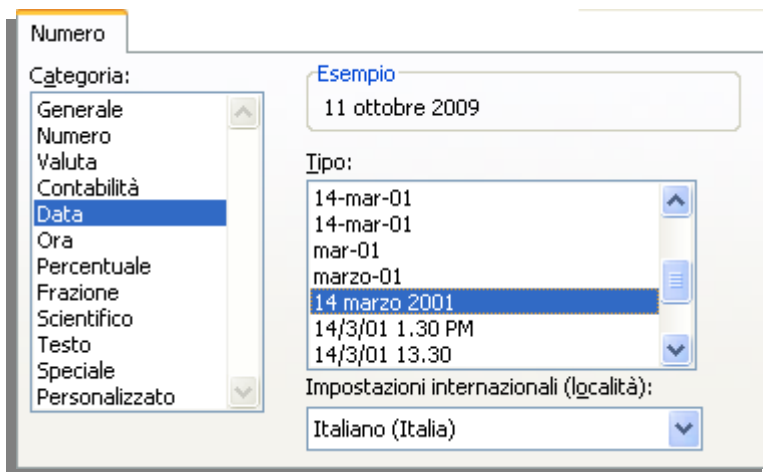 Numero
Categoria:
Generale
Numero
Valuta
Contabilità
Data
Ora
Percentuale
Frazione
Scientifico
Testo
Speciale
Personalizzato
Esempio
11 ottobre 2009
Tipo:
14-mar-01
14-mar-01
mar-01
marzo-01
14 marzo 2001
14/3/01 1.30 PM
14/3/01 13.30
Impostazioni internazionali (località):
Italiano (Italia)